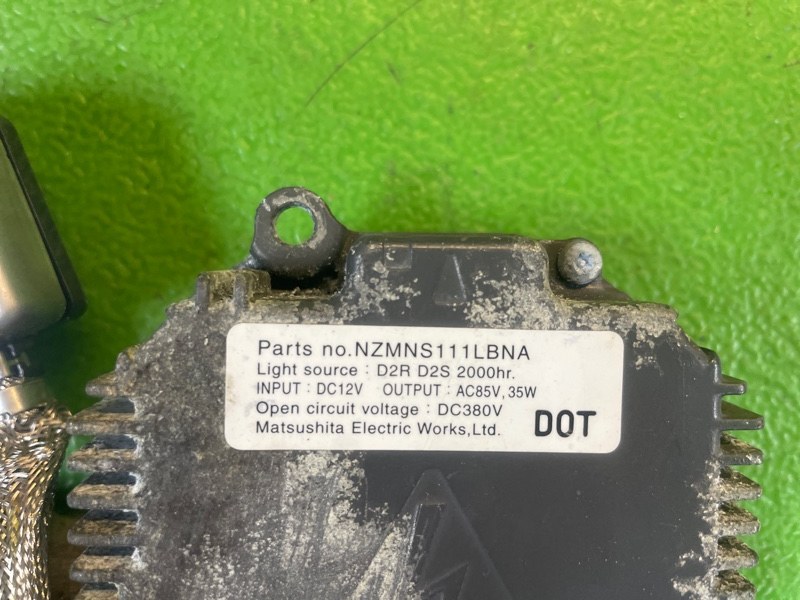 Parts no.NZMNS111LBNA
Light source : D2R D2S 2000hr.
INPUT : DC12V OUTPUT : AC85V, 35W
Open circuit voltage : DC380V
Matsushita Electric Works,Ltd. DOT